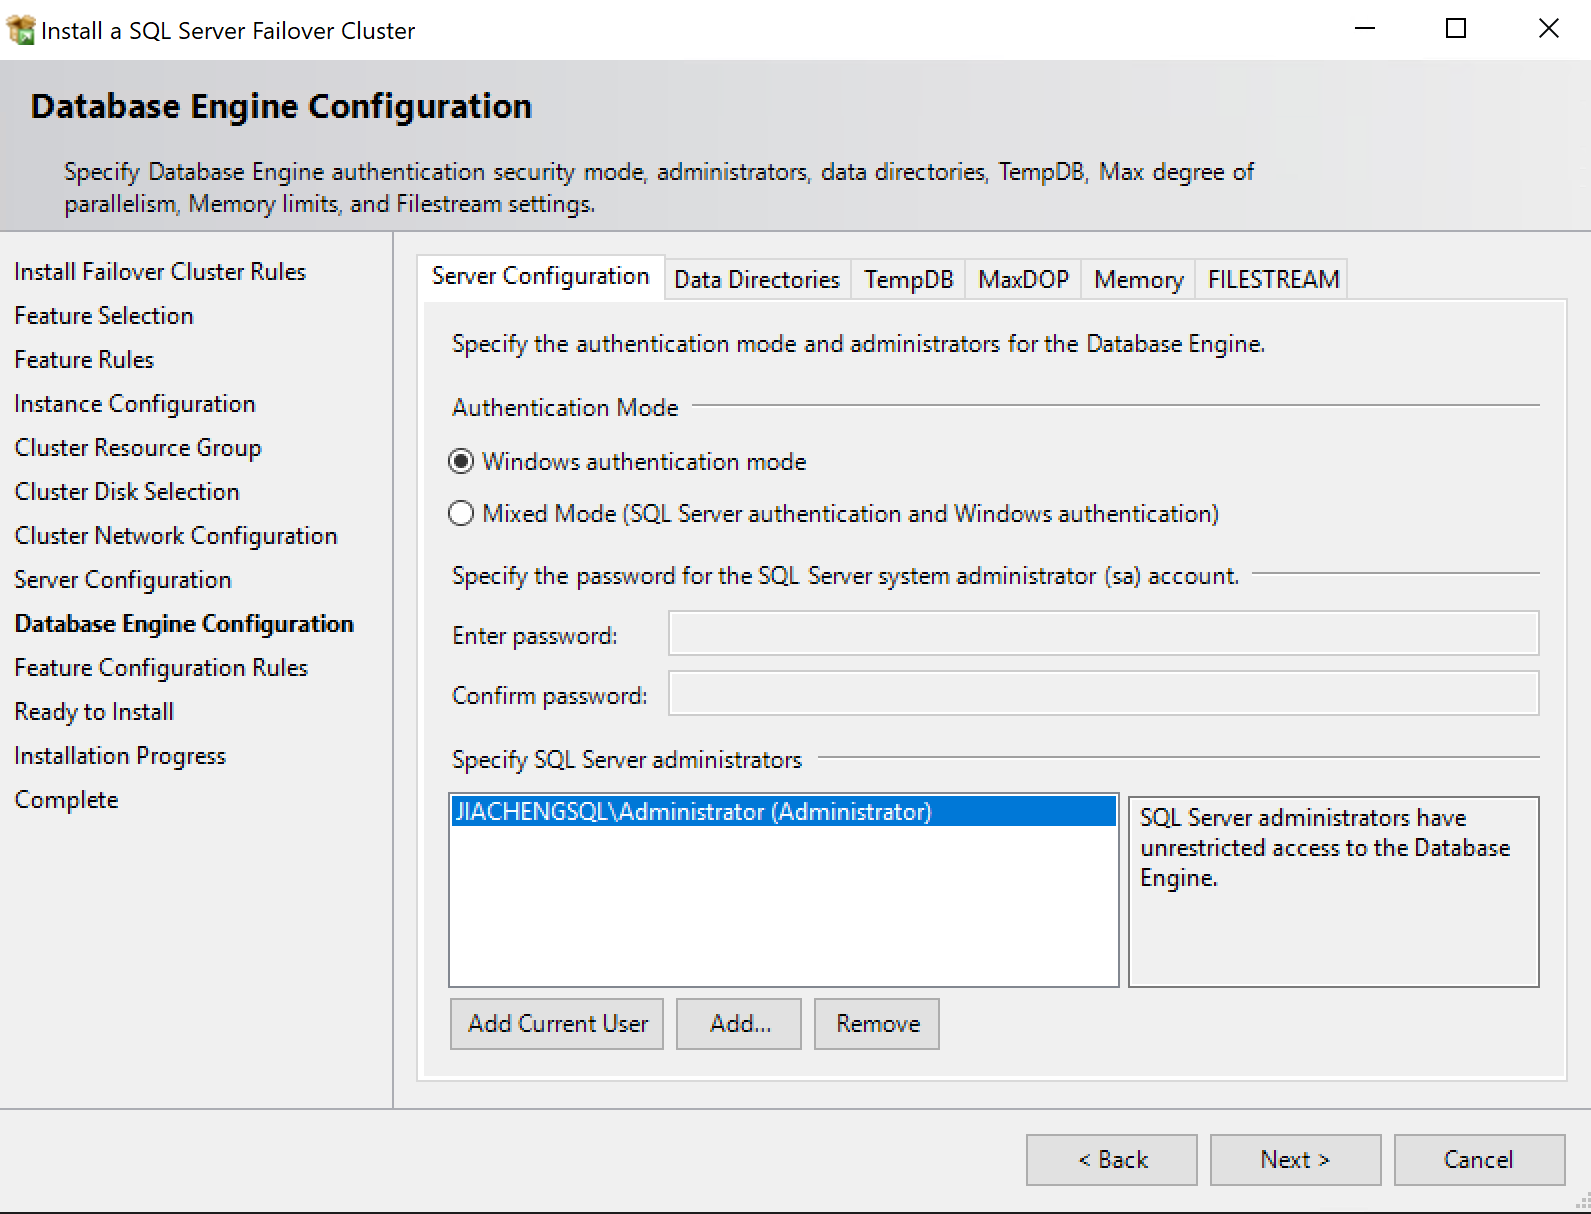 Install a SQL Server Failover Cluster
Database Engine Configuration
Specify Database Engine authentication security mode, administrators, data directories, TempDB, Max degree of
parallelism, Memory limits, and Filestream settings.
Install Failover Cluster Rules
Feature Selection
Feature Rules
Instance Configuration
Cluster Resource Group
Cluster Disk Selection
Cluster Network Configuration
Server Configuration
Database Engine Configuration
Feature Configuration Rules
Ready to Install
Installation Progress
Complete
Server Configuration Data Directories TempDB MaxDOP Memory FILESTREAM
Specify the authentication mode and administrators for the Database Engine.
Authentication Mode
Windows authentication mode
Mixed Mode (SQL Server authentication and Windows authentication)
Specify the password for the SQL Server system administrator (sa) account.
Enter password:
Confirm password:
Specify SQL Server administrators
JIACHENGSQL\Administrator (Administrator)
SQL Server administrators have
unrestricted access to the Database
Engine.
Add Current User Add... Remove
< Back Next > Cancel